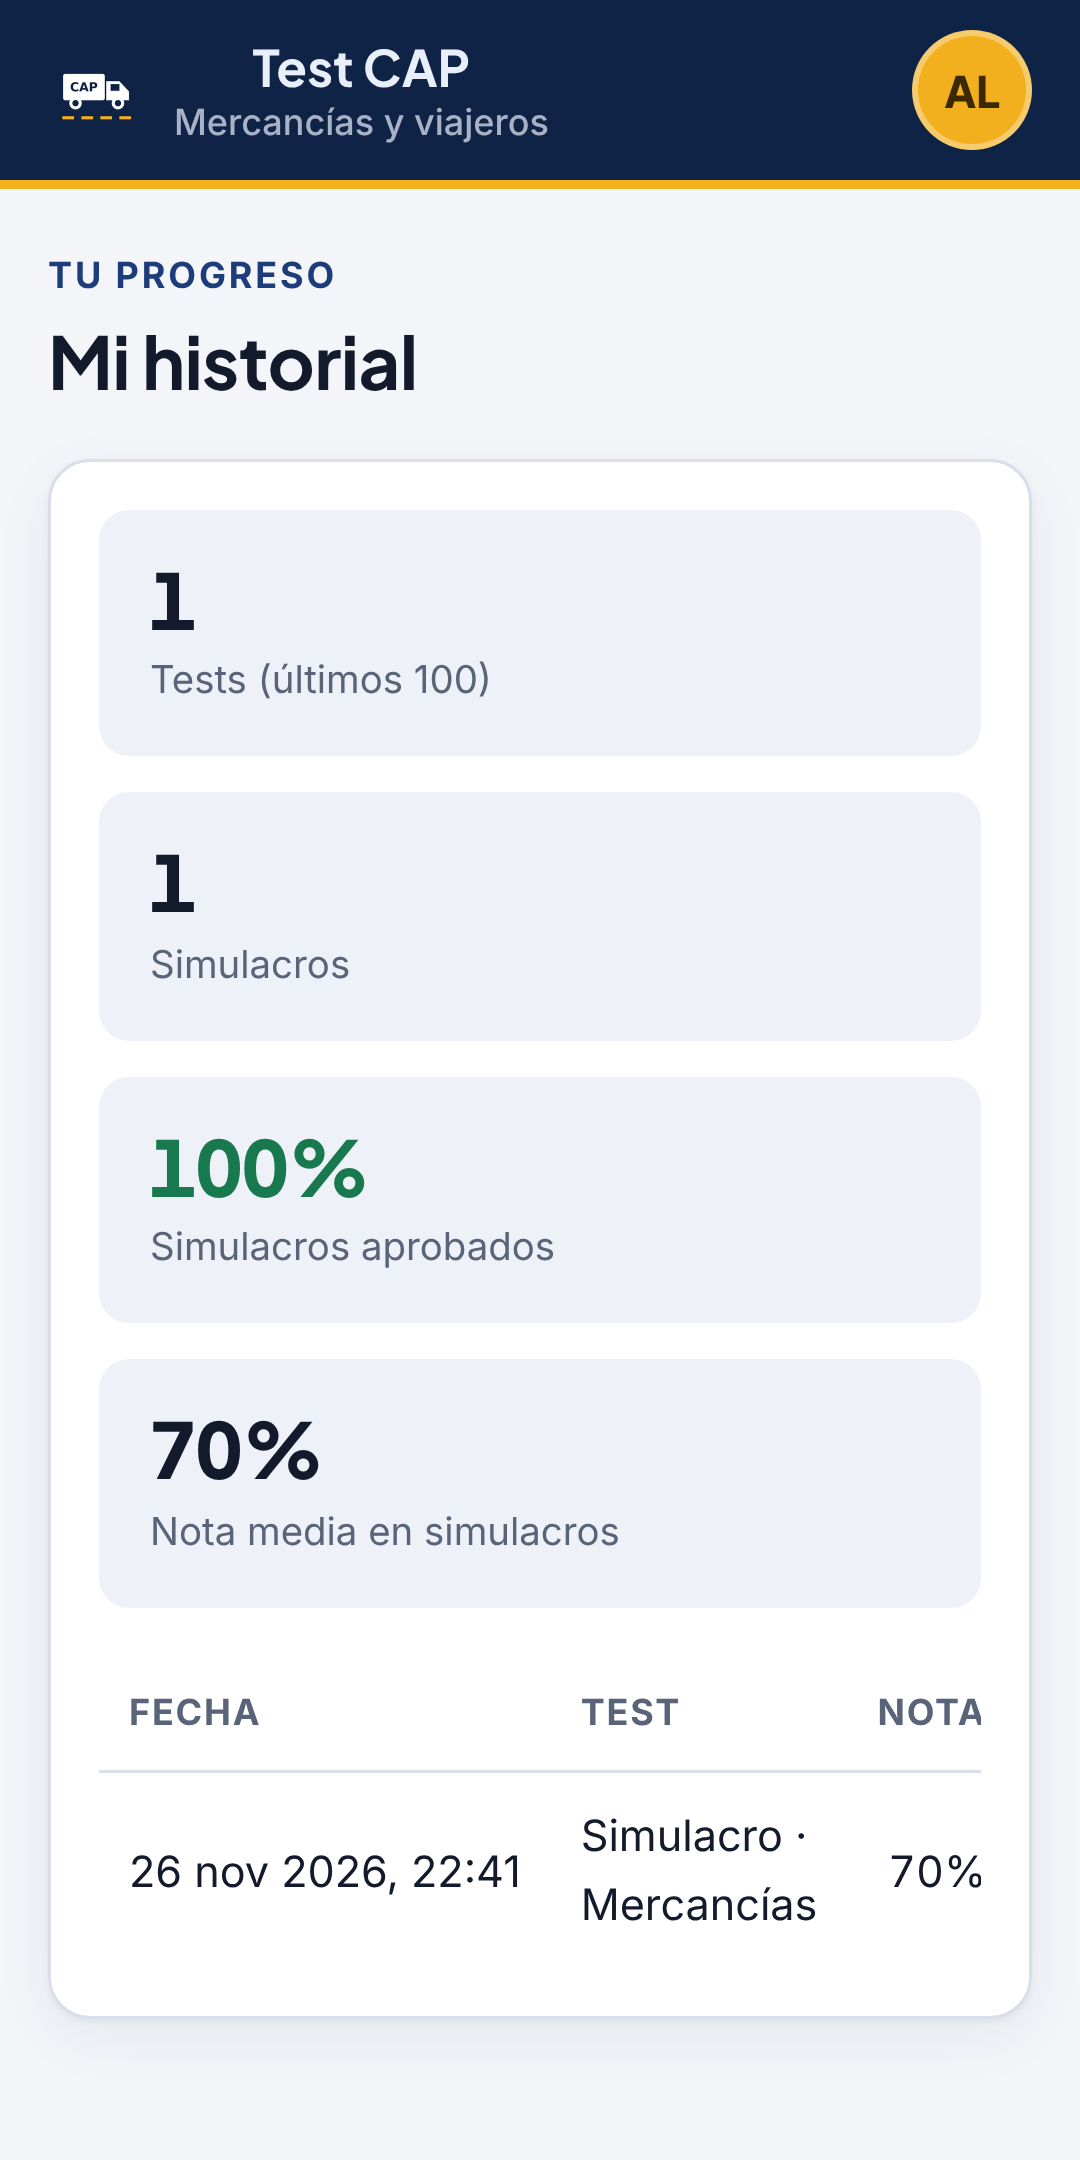 CAP
Test CAP
Mercancías y viajeros
AL
TU PROGRESO
Mi historial
1
Tests (últimos 100)
1
Simulacros
100%
Simulacros aprobados
70%
Nota media en simulacros
FECHA TEST NOTA
26 nov 2026, 22:41 Simulacro · 70%
Mercancías